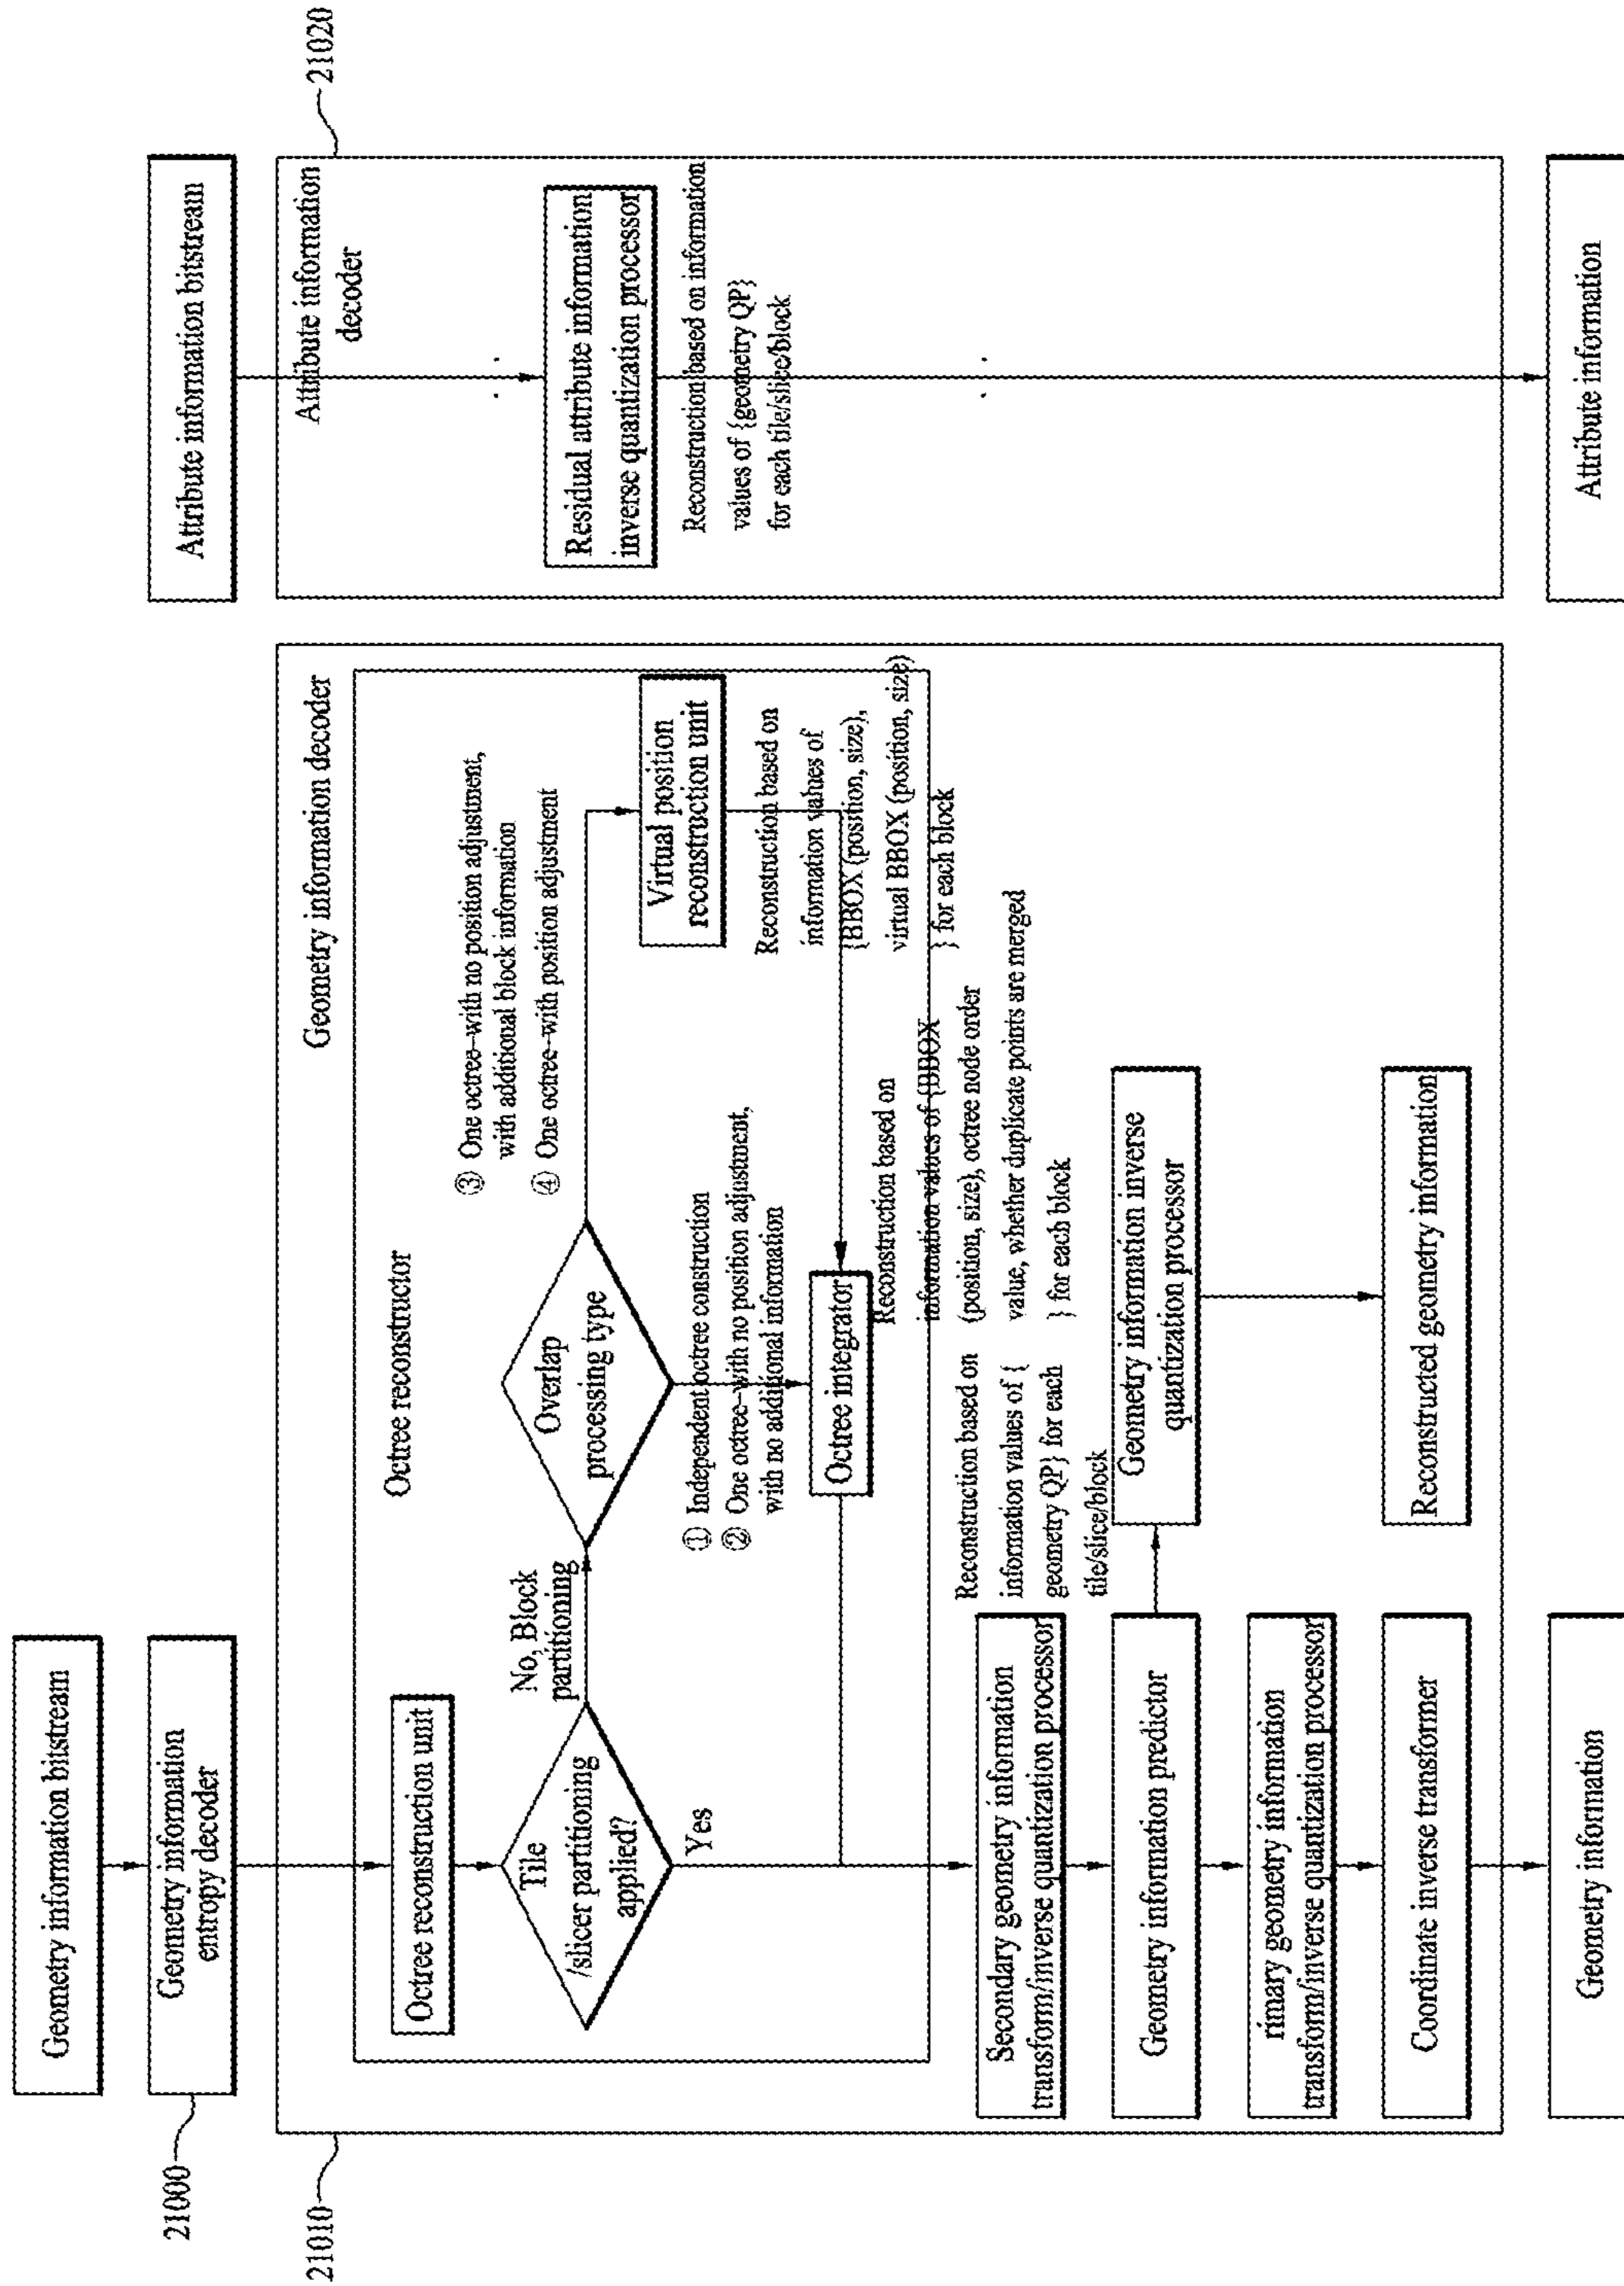 Geometry information bitstream
21000
Geometry information
entropy decoder
21010
Geometry information decoder
Octree reconstructor
Octree reconstruction unit
Tile
/slicer partitioning
applied?
No, Block
partitioning
Yes
Overlap
processing type
③ One octree-with no position adjustment,
with additional block information
④ One octree-with position adjustment
① Independent octree construction
② One octree-with no position adjustment,
with no additional information
Virtual position
reconstruction unit
Reconstruction based on
information values of
{BBOX (position, size),
virtual BBOX (position, size)
} for each block
Octree integrator
Reconstruction based on
information values of {BBOX
(position, size), octree node order
value, whether duplicate points are merged
} for each block
Secondary geometry information
transform/inverse quantization processor
Reconstruction based on
information values of {
geometry QP} for each
tile/slice/block
Geometry information predictor
Geometry information inverse
quantization processor
rimary geometry information
transform/inverse quantization processor
Coordinate inverse transformer
Reconstructed geometry information
Geometry information
Attribute information bitstream
21020
Attribute information
decoder
Residual attribute information
inverse quantization processor
Reconstruction based on information
values of {geometry QP}
for each tile/slice/block
Attribute information